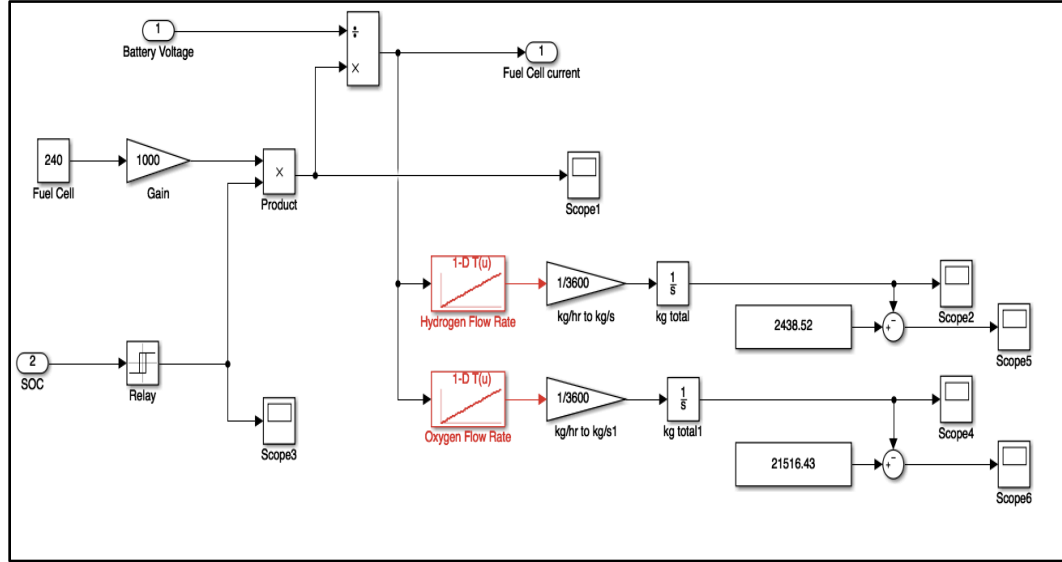 1
Battery Voltage
÷
×
1
Fuel Cell current
240
Fuel Cell
1000
Gain
×
Product
Scope1
1-D T(u)
Hydrogen Flow Rate
1/3600
kg/hr to kg/s
1
s
kg total
Scope2
2438.52
+
−
Scope5
2
SOC
Relay
Scope3
1-D T(u)
Oxygen Flow Rate
1/3600
kg/hr to kg/s1
1
s
kg total1
Scope4
21516.43
+
−
Scope6